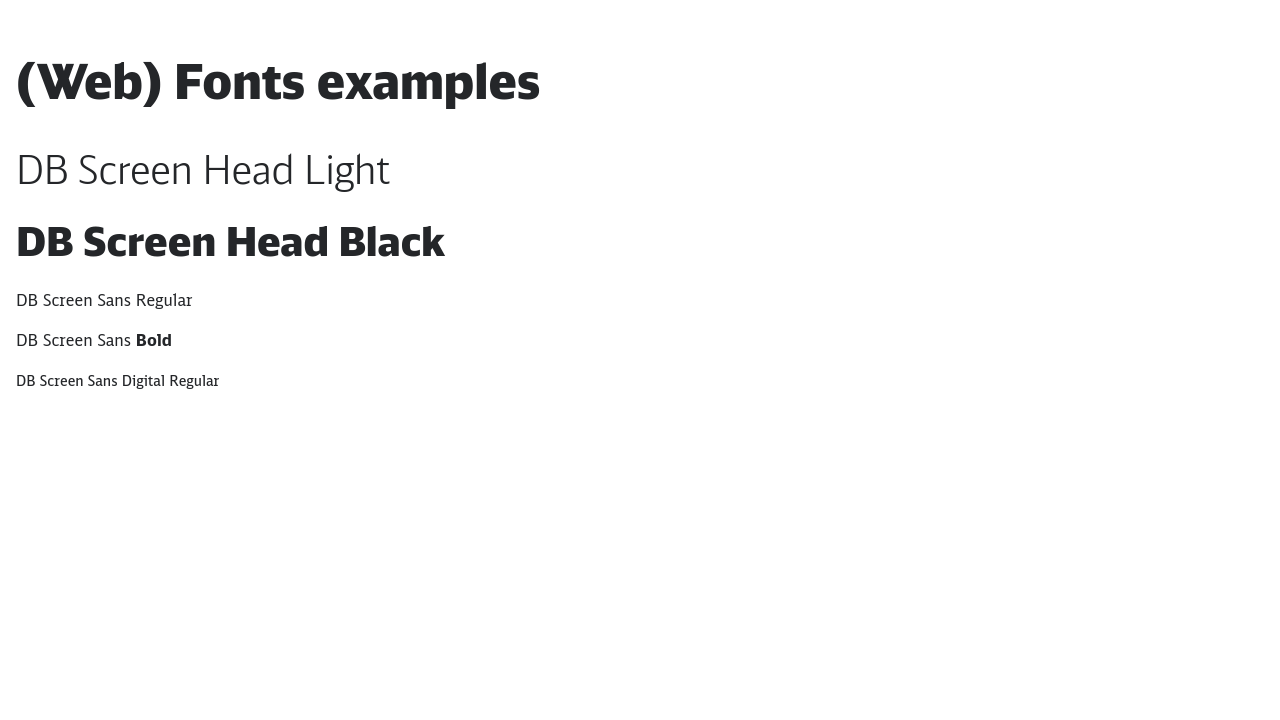 (Web) Fonts examples
DB Screen Head Light
DB Screen Head Black
DB Screen Sans Regular
DB Screen Sans Bold
DB Screen Sans Digital Regular